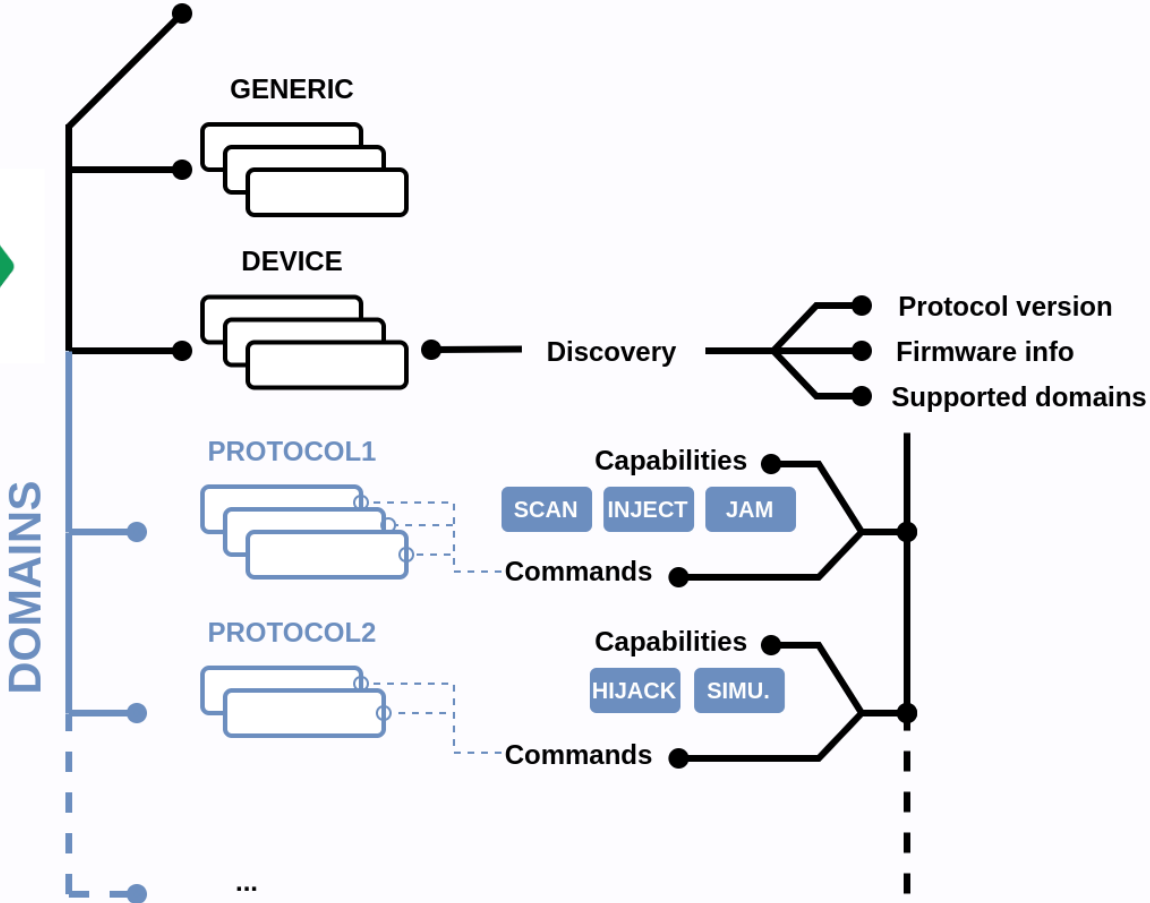 GENERIC
DEVICE
Discovery
Protocol version
Firmware info
Supported domains
DOMAINS
PROTOCOL1
Capabilities
SCAN INJECT JAM
Commands
PROTOCOL2
Capabilities
HIJACK SIMU.
Commands
...